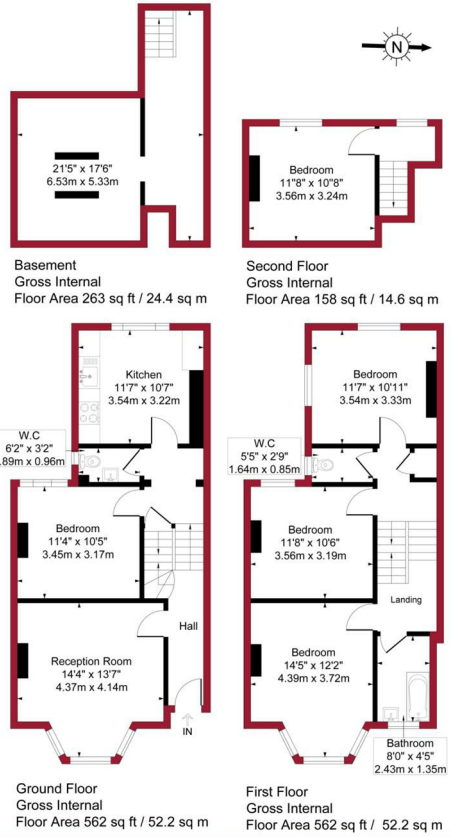 N
21'5" x 17'6"
6.53m x 5.33m
Basement
Gross Internal
Floor Area 263 sq ft / 24.4 sq m
Bedroom
11'8" x 10'8"
3.56m x 3.24m
Second Floor
Gross Internal
Floor Area 158 sq ft / 14.6 sq m
Kitchen
11'7" x 10'7"
3.54m x 3.22m
W.C
6'2" x 3'2"
.89m x 0.96m
Bedroom
11'4" x 10'5"
3.45m x 3.17m
Hall
Reception Room
14'4" x 13'7"
4.37m x 4.14m
IN
Ground Floor
Gross Internal
Floor Area 562 sq ft / 52.2 sq m
Bedroom
11'7" x 10'11"
3.54m x 3.33m
W.C
5'5" x 2'9"
1.64m x 0.85m
Bedroom
11'8" x 10'6"
3.56m x 3.19m
Landing
Bedroom
14'5" x 12'2"
4.39m x 3.72m
Bathroom
8'0" x 4'5"
2.43m x 1.35m
First Floor
Gross Internal
Floor Area 562 sq ft / 52.2 sq m